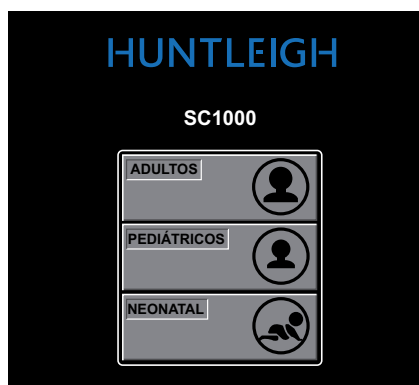 HUNTLEIGH
SC1000
ADULTOS
PEDIÁTRICOS
NEONATAL